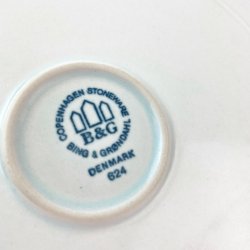 COPENHAGEN STONEWARE
B&G
BING & GRØNDAHL
DENMARK
624